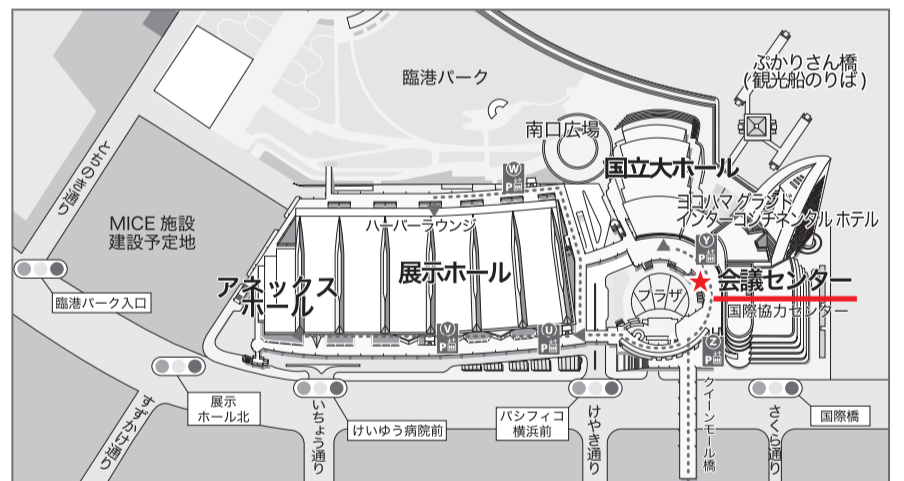 臨港パーク
ぷかりさん橋
(観光船のりば)
南口広場
国立大ホール
とちのき通り
W
P
ヨコハマ グランド
インターコンチネンタル ホテル
MICE 施設
建設予定地
ハーバーラウンジ
Y
P
アネックス
ホール
展示ホール
プラザ
会議センター
国際協力センター
臨港パーク入口
V
P
U
P
Z
P
展示
ホール北
すずかけ通り
いちょう通り
けいゆう病院前
パシフィコ
横浜前
けやき通り
クイーンモール橋
さくら通り
国際橋